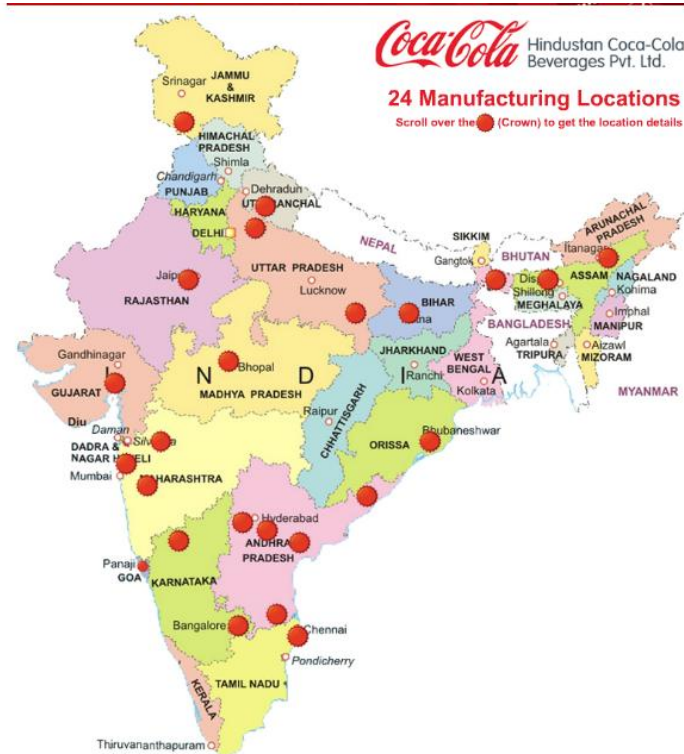 Coca-Cola
Hindustan Coca-Cola
Beverages Pvt. Ltd.
24 Manufacturing Locations
Scroll over the (Crown) to get the location details
JAMMU
&
KASHMIR
Srinagar
HIMACHAL
PRADESH
Shimla
Chandigarh
PUNJAB
Dehradun
HARYANA
DELHI
NEPAL
SIKKIM
Gangtok
BHUTAN
ARUNACHAL
PRADESH
Itanagar
UTTAR PRADESH
Lucknow
RAJASTHAN
BIHAR
ASSAM
NAGALAND
Kohima
Shillong
MEGHALAYA
Imphal
MANIPUR
BANGLADESH
Agartala
TRIPURA
Aizawl
MIZORAM
MYANMAR
Gandhinagar
GUJARAT
Bhopal
MADHYA PRADESH
N D I A
JHARKHAND
Ranchi
WEST
BENGAL
Kolkata
Raipur
CHHATTISGARH
Diu
Daman
DADRA &
NAGAR
Mumbai
ORISSA
Bhubaneshwar
Hyderabad
PRADESH
Panaji
GOA
KARNATAKA
Bangalore
Chennai
Pondicherry
TAMIL NADU
KERALA
Thiruvananthapuram